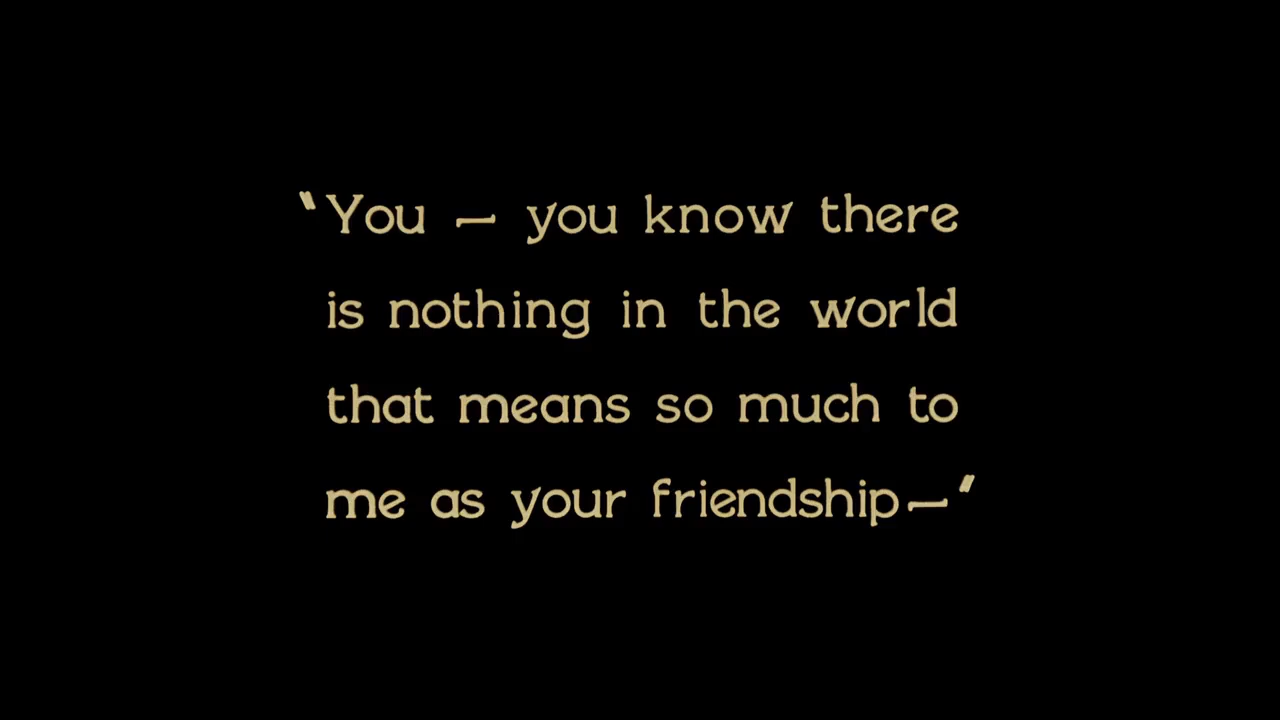 "You — you know there
is nothing in the world
that means so much to
me as your friendship—"